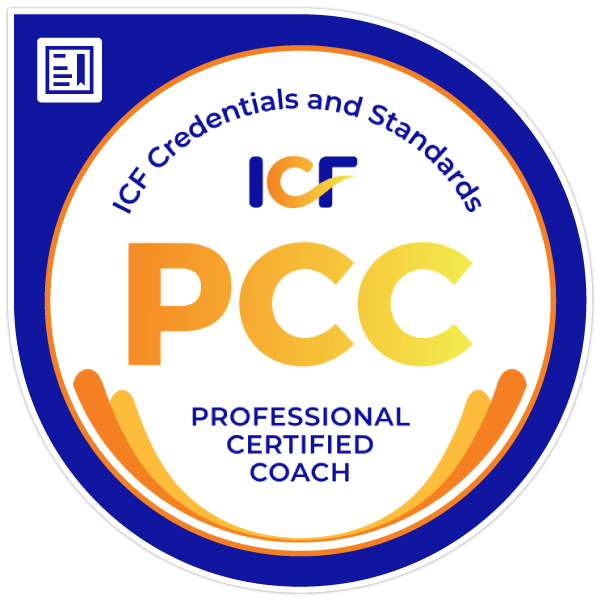 ICF Credentials and Standards
ICF
PCC
PROFESSIONAL
CERTIFIED
COACH